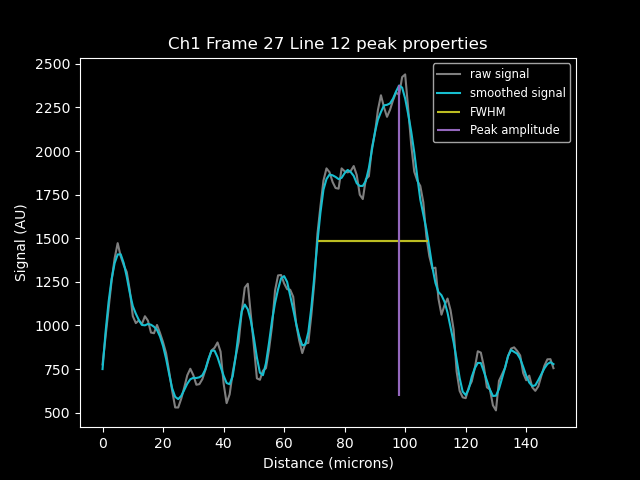 Ch1 Frame 27 Line 12 peak properties
2500
2250
2000
1750
1500
1250
1000
750
500
Signal (AU)
raw signal
smoothed signal
FWHM
Peak amplitude
0 20 40 60 80 100 120 140
Distance (microns)